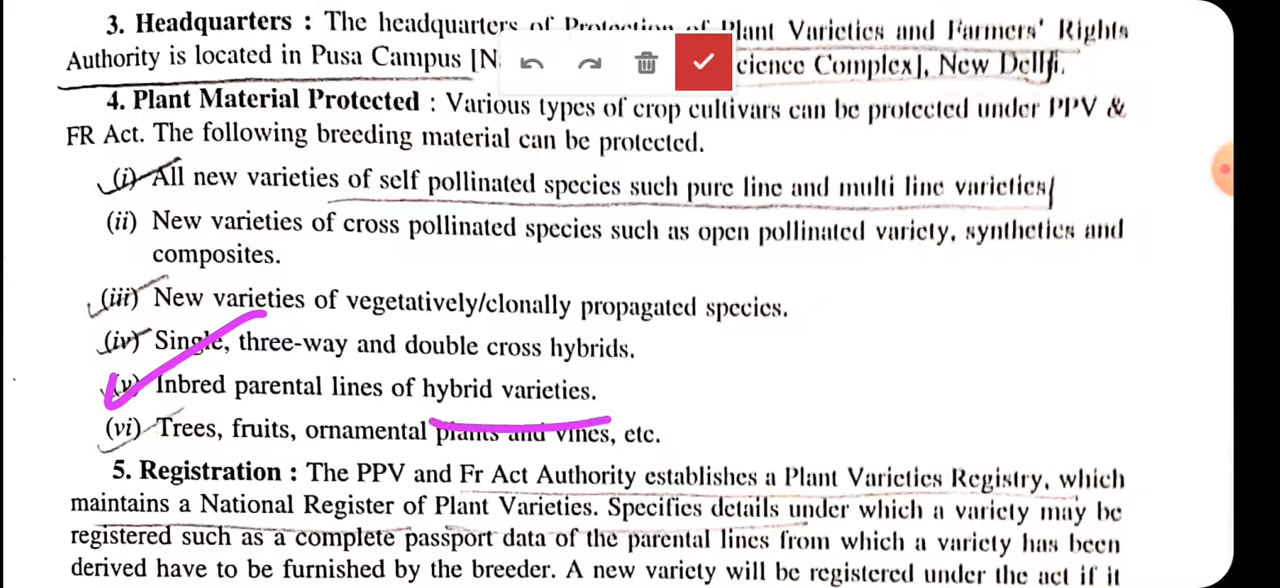 3. Headquarters : The headquarters of Protection of Plant Varieties and Farmers' Rights
Authority is located in Pusa Campus [N cience Complex], New Delhi.
4. Plant Material Protected : Various types of crop cultivars can be protected under PPV &
FR Act. The following breeding material can be protected.
(i) All new varieties of self pollinated species such pure line and multi line varieties
(ii) New varieties of cross pollinated species such as open pollinated variety, synthetics and
composites.
(iii) New varieties of vegetatively/clonally propagated species.
(iv) Single, three-way and double cross hybrids.
(v) Inbred parental lines of hybrid varieties.
(vi) Trees, fruits, ornamental plants and vines, etc.
5. Registration : The PPV and Fr Act Authority establishes a Plant Varieties Registry, which
maintains a National Register of Plant Varieties. Specifics details under which a variety may be
registered such as a complete passport data of the parental lines from which a variety has been
derived have to be furnished by the breeder. A new variety will be registered under the act if it